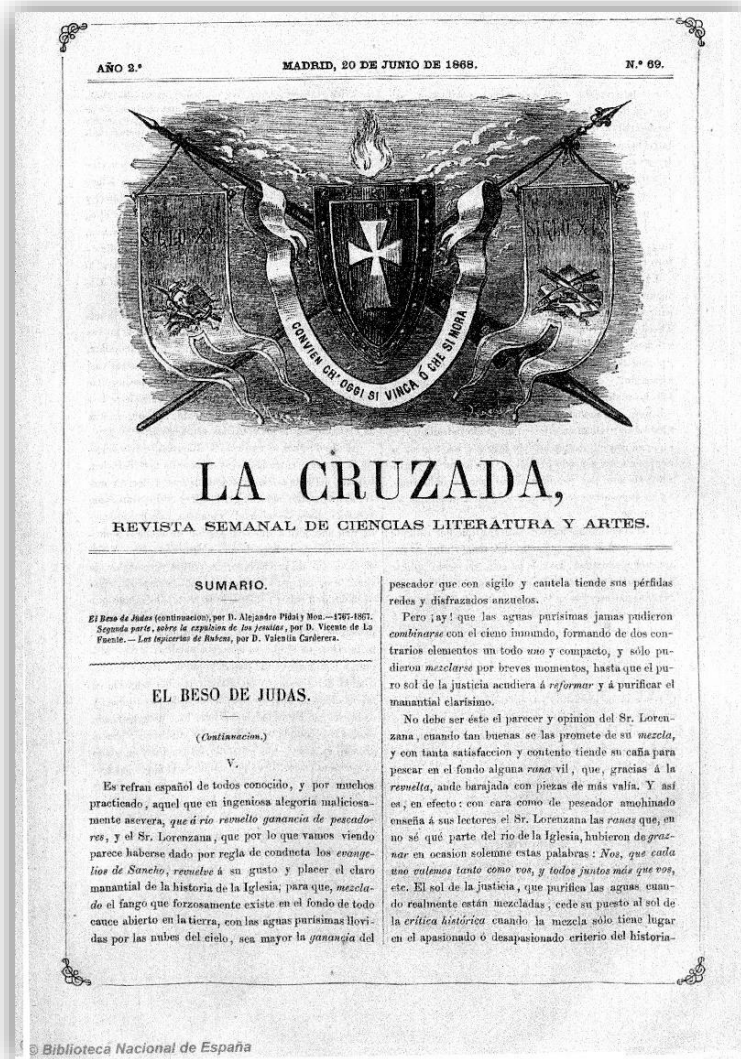 AÑO 2.º
MADRID, 20 DE JUNIO DE 1868.
N.º 69.
SIGLO XI
SIGLO XIX
CONVIEN CH' OGGI SI VINCA Ó CHE SI MORA
LA CRUZADA,
REVISTA SEMANAL DE CIENCIAS LITERATURA Y ARTES.
SUMARIO.
El Beso de Judas (continuacion), por D. Alejandro Pidal y Mon.—1767-1867.
Segunda parte, sobre la expulsion de los jesuitas, por D. Vicente de La
Fuente.—Las tapicerias de Rubens, por D. Valentin Carderera.
EL BESO DE JUDAS.
(Continuacion.)
V.
Es refran español de todos conocido, y por muchos
practicado, aquel que en ingeniosa alegoría maliciosa-
mente asevera, que á rio revuelto ganancia de pescado-
res, y el Sr. Lorenzana, que por lo que vamos viendo
parece haberse dado por regla de conducta los evange-
lios de Sancho, revuelve á su gusto y placer el claro
manantial de la historia de la Iglesia; para que, mezcla-
do el fango que forzosamente existe en el fondo de todo
cauce abierto en la tierra, con las aguas purísimas llovi-
das por las nubes del cielo, sea mayor la ganancia del
pescador que con sigilo y cautela tiende sus pérfidas
redes y disfrazados anzuelos.
Pero ¡ay! que las aguas purísimas jamas pudieron
combinarse con el cieno inmundo, formando de dos con-
trarios elementos un todo uno y compacto, y sólo pu-
dieron mezclarse por breves momentos, hasta que el pu-
ro sol de la justicia acudiera á reformar y á purificar el
manantial clarísimo.
No debe ser éste el parecer y opinion del Sr. Loren-
zana, cuando tan buenas se las promete de su mezcla,
y con tanta satisfaccion y contento tiende su caña para
pescar en el fondo alguna rana vil, que, gracias á la
revuelta, ande barajada con piezas de más valía. Y así
es, en efecto: con cara como de pescador amohinado
enseña á sus lectores el Sr. Lorenzana las ranas que, en
no sé qué parte del rio de la Iglesia, hubieron de graz-
nar en ocasion solemne estas palabras: Nos, que cada
uno valemos tanto como vos, y todos juntos más que vos,
etc. El sol de la justicia, que purifica las aguas cuan-
do realmente están mezcladas, cede su puesto al sol de
la crítica histórica cuando la mezcla sólo tiene lugar
en el apasionado ó desapasionado criterio del historia-
© Biblioteca Nacional de España